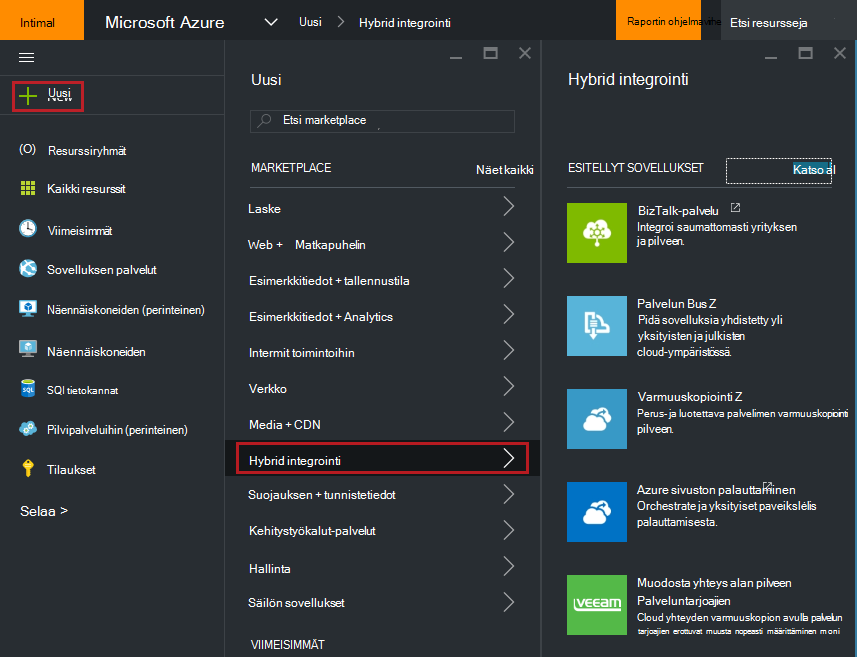 Intimal
Microsoft Azure
Uusi
Hybrid integrointi
Raportin ohjelmavirhe
Etsi resursseja
Uusi
Resurssiryhmät
Kaikki resurssit
Viimeisimmät
Sovelluksen palvelut
Näennäiskoneiden (perinteinen)
Näennäiskoneiden
SQL
SQl tietokannat
Pilvipalveluihin (perinteinen)
Tilaukset
Selaa >
Uusi
Etsi marketplace
MARKETPLACE
Näet kaikki
Laske
Web + Matkapuhelin
Esimerkkitiedot + tallennustila
Esimerkkitiedot + Analytics
Intermit toimintoihin
Verkko
Media + CDN
Hybrid integrointi
Suojauksen + tunnistetiedot
Kehitystyökalut-palvelut
Hallinta
Säilön sovellukset
VIIMEISIMMÄT
Hybrid integrointi
ESITELLYT SOVELLUKSET
Katso al
BizTalk-palvelu
Integroi saumattomasti yrityksen
ja pilveen.
Palvelun Bus Z
Pidä sovelluksia yhdistetty yli
yksityisten ja julkisten
cloud-ympäristössä.
Varmuuskopiointi Z
Perus- ja luotettava palvelimen varmuuskopiointi
pilveen.
Azure sivuston palauttaminen
Orchestrate ja yksityiset paveikslėlis
palauttamisesta.
veeam
Muodosta yhteys alan pilveen
Palveluntarjoajien
Cloud yhteyden varmuuskopion avulla palvelun
tarjoajien erottuvat muusta nopeasti määrittäminen moni